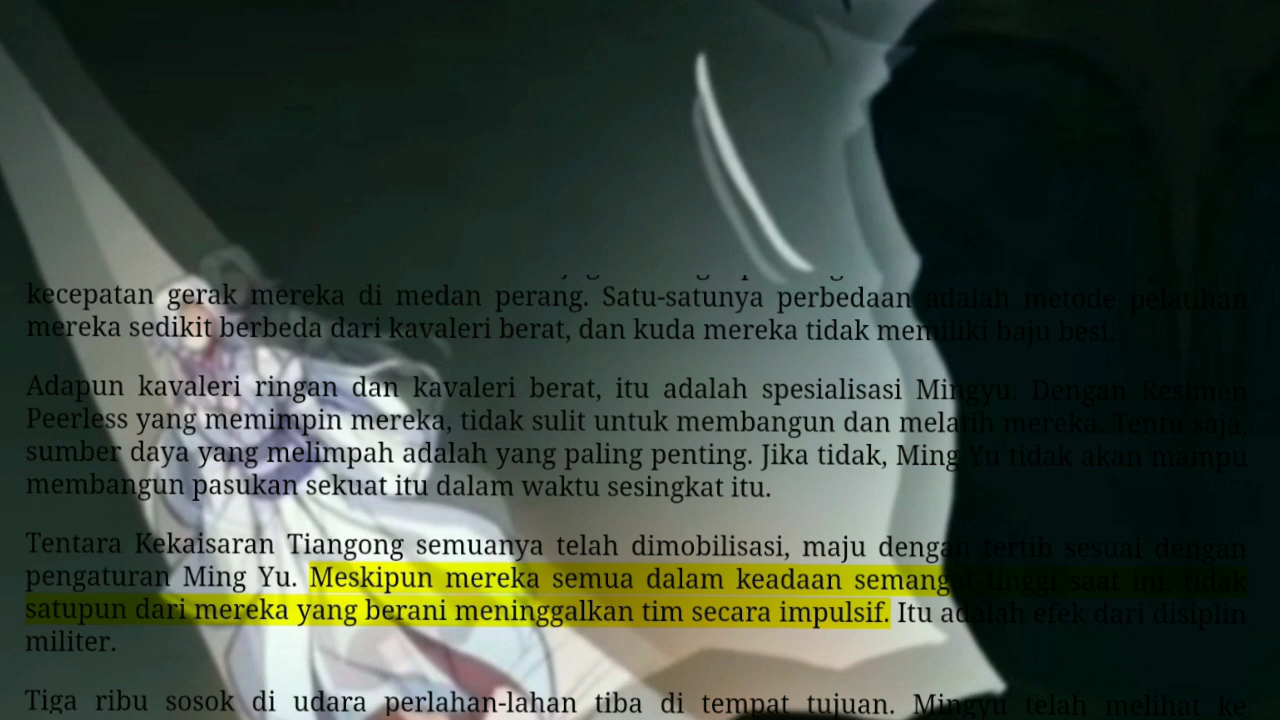 kecepatan gerak mereka di medan perang. Satu-satunya perbedaan adalah metode pelatihan
mereka sedikit berbeda dari kavaleri berat, dan kuda mereka tidak memiliki baju besi.
Adapun kavaleri ringan dan kavaleri berat, itu adalah spesialisasi Mingyu. Dengan Resimen
Peerless yang memimpin mereka, tidak sulit untuk membangun dan melatih mereka. Tentu saja,
sumber daya yang melimpah adalah yang paling penting. Jika tidak, Ming Yu tidak akan mampu
membangun pasukan sekuat itu dalam waktu sesingkat itu.
Tentara Kekaisaran Tiangong semuanya telah dimobilisasi, maju dengan tertib sesuai dengan
pengaturan Ming Yu. Meskipun mereka semua dalam keadaan semangat tinggi saat ini, tidak
satupun dari mereka yang berani meninggalkan tim secara impulsif. Itu adalah efek dari disiplin
militer.
Tiga ribu sosok di udara perlahan-lahan tiba di tempat tujuan. Mingyu telah melihat ke